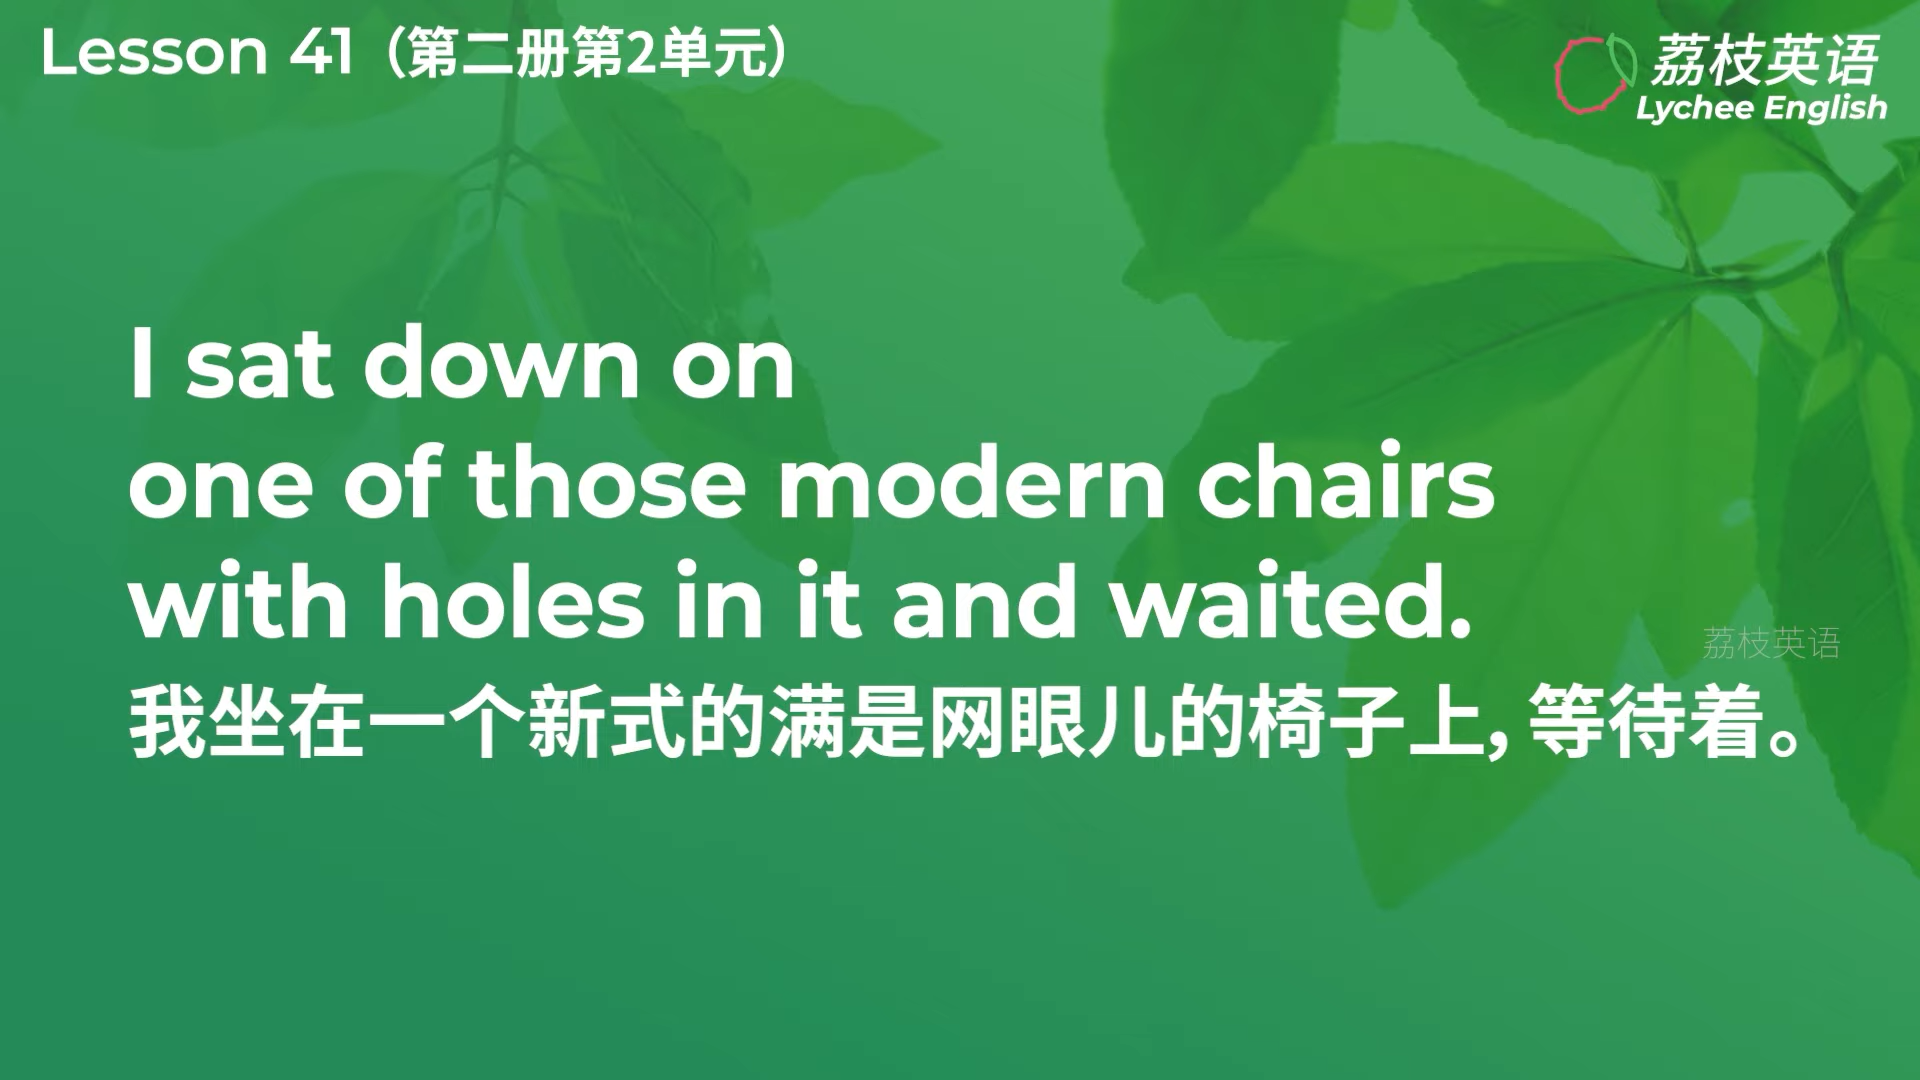 Lesson 41（第二册第2单元）
荔枝英语
Lychee English
I sat down on
one of those modern chairs
with holes in it and waited.
荔枝英语
我坐在一个新式的满是网眼儿的椅子上, 等待着。